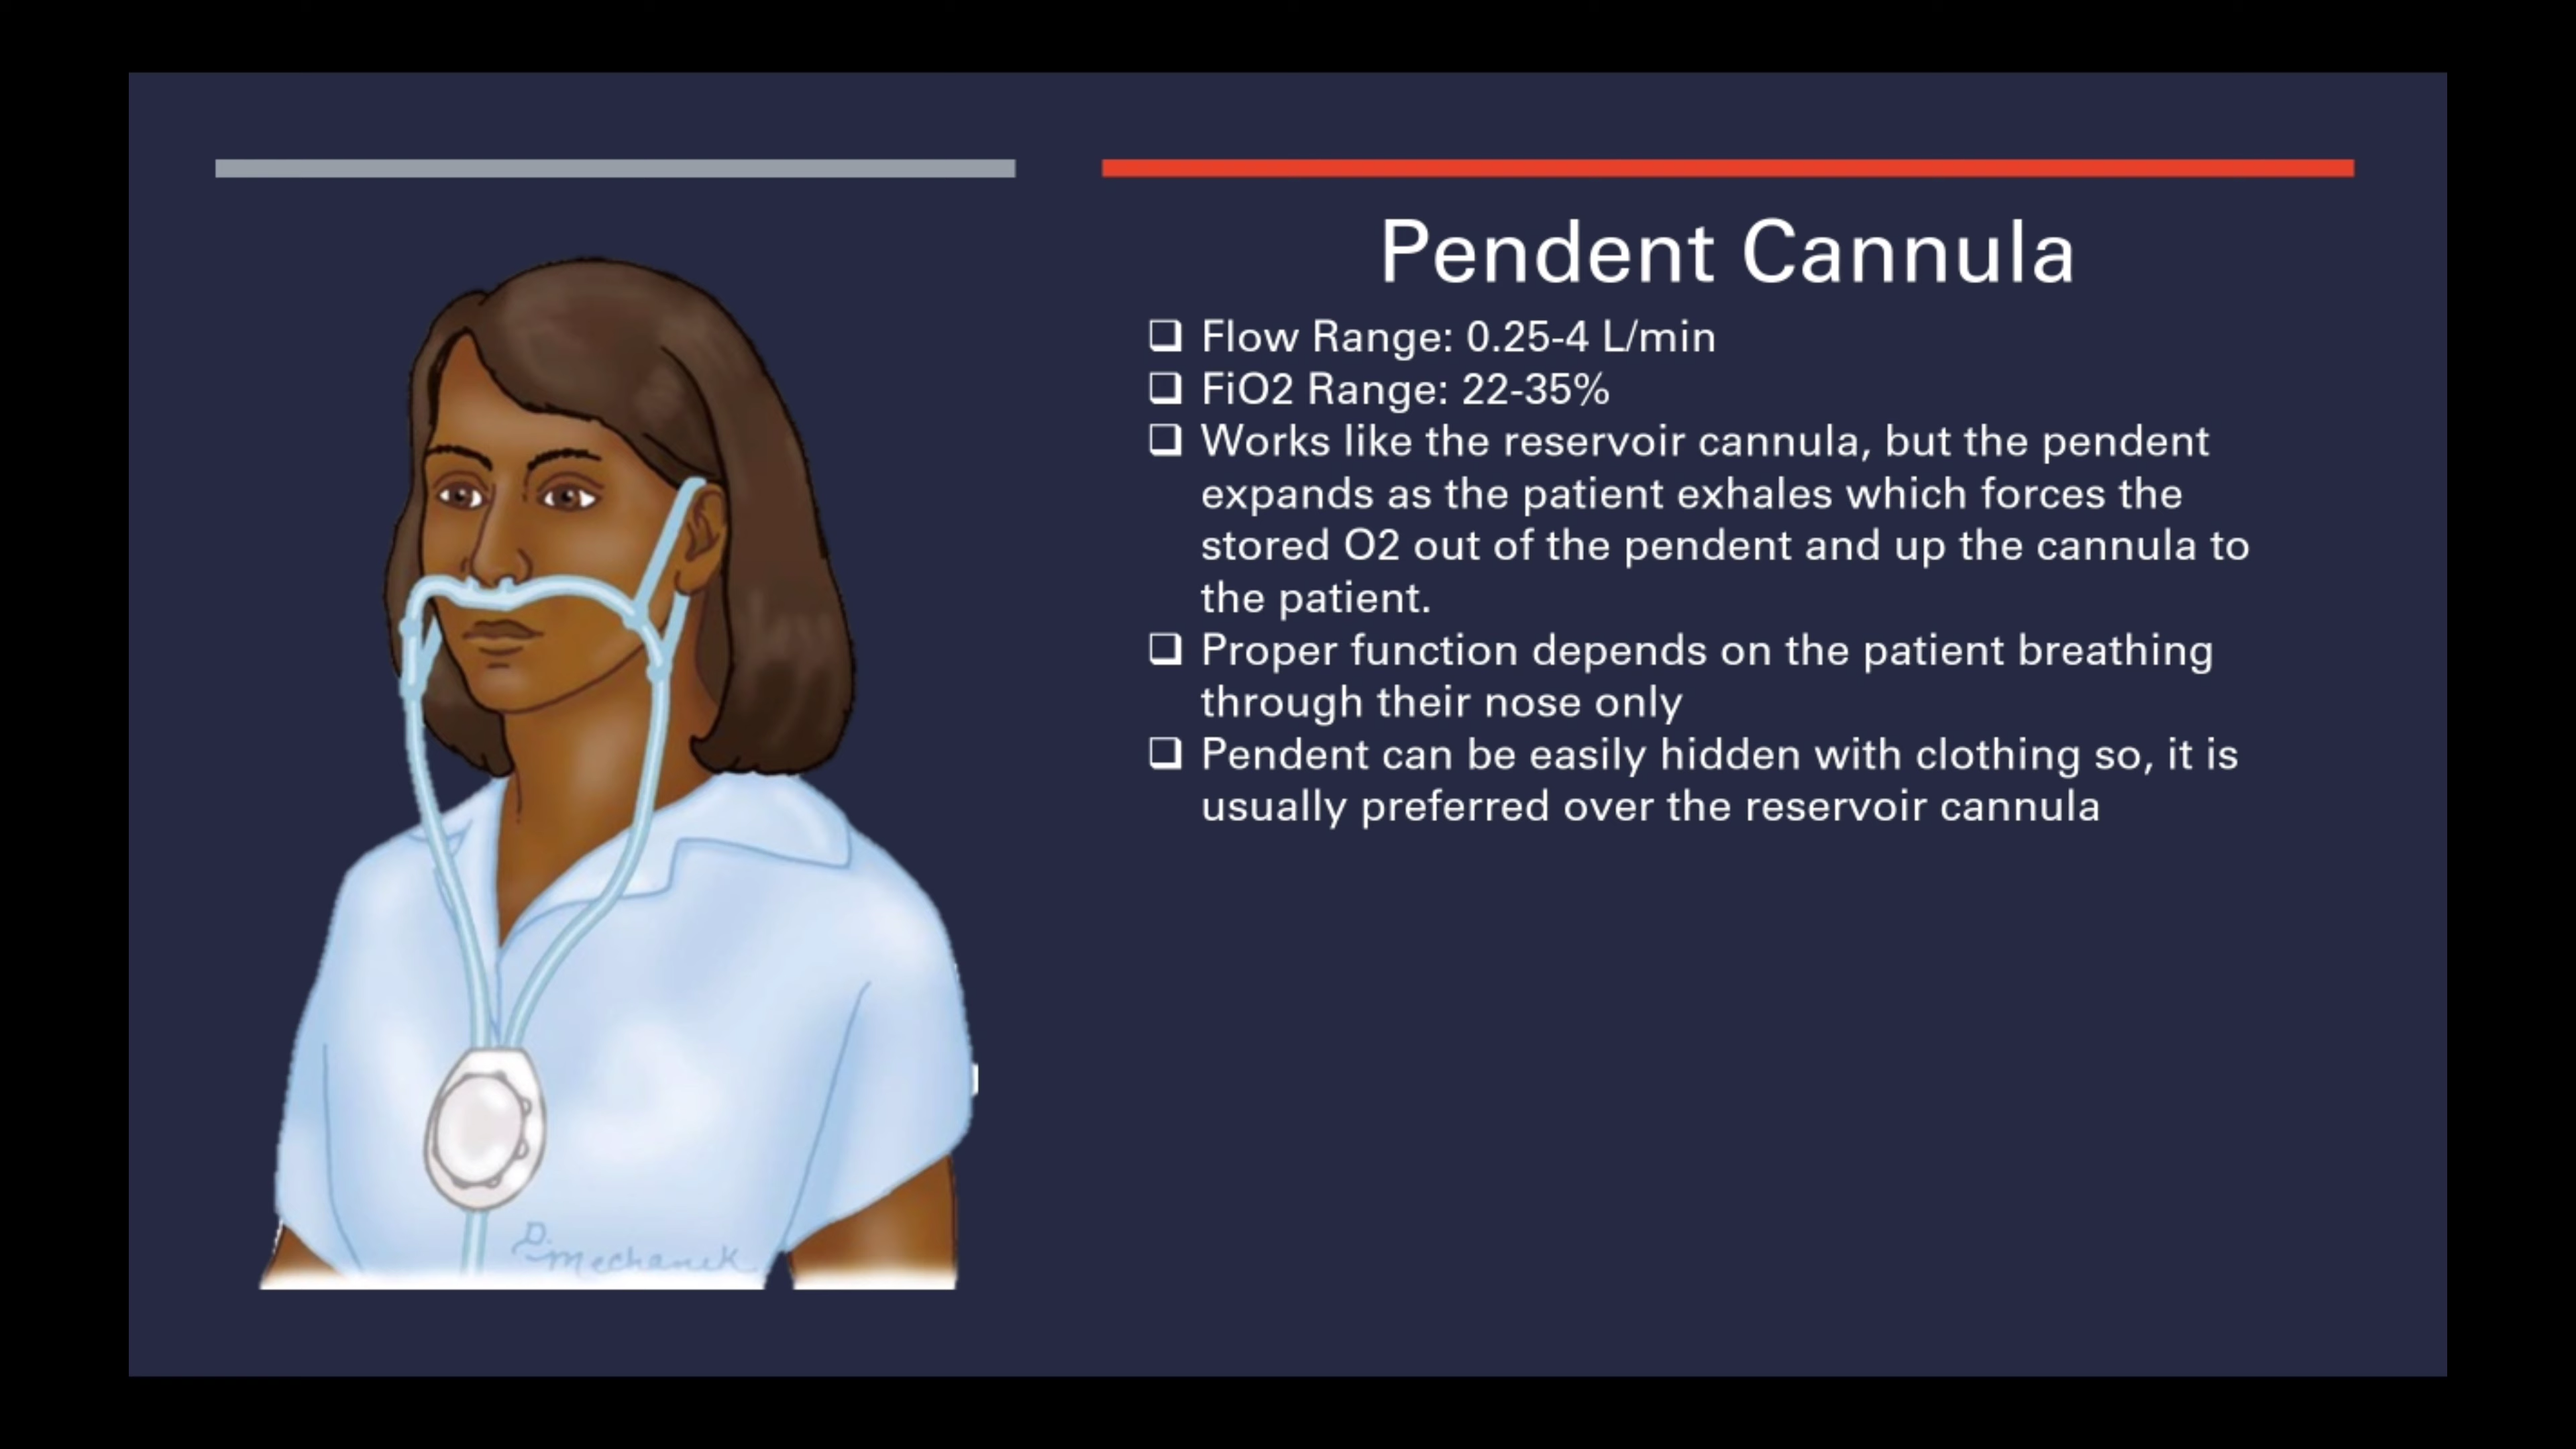 Pendent Cannula
❑ Flow Range: 0.25-4 L/min
❑ FiO2 Range: 22-35%
❑ Works like the reservoir cannula, but the pendent
expands as the patient exhales which forces the
stored O2 out of the pendent and up the cannula to
the patient.
❑ Proper function depends on the patient breathing
through their nose only
❑ Pendent can be easily hidden with clothing so, it is
usually preferred over the reservoir cannula
D. Mechanik